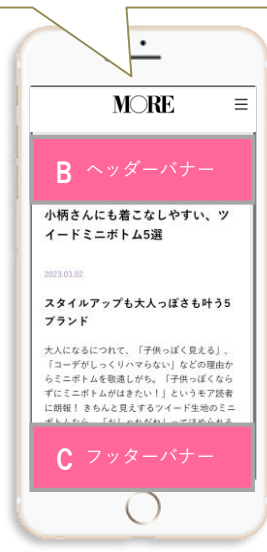 MORE
B ヘッダーバナー
小柄さんにも着こなしやすい、ツ
イードミニボトム5選
2023.03.02
スタイルアップも大人っぽさも叶う5
ブランド
大人になるにつれて、「子供っぽく見える」、
「コーデがしっくりハマらない」などの理由か
らミニボトムを敬遠しがち。「子供っぽくなら
ずにミニボトムがはきたい！」というモア読者
に朗報！ きちんと見えするツイード生地のミニ
C フッターバナー